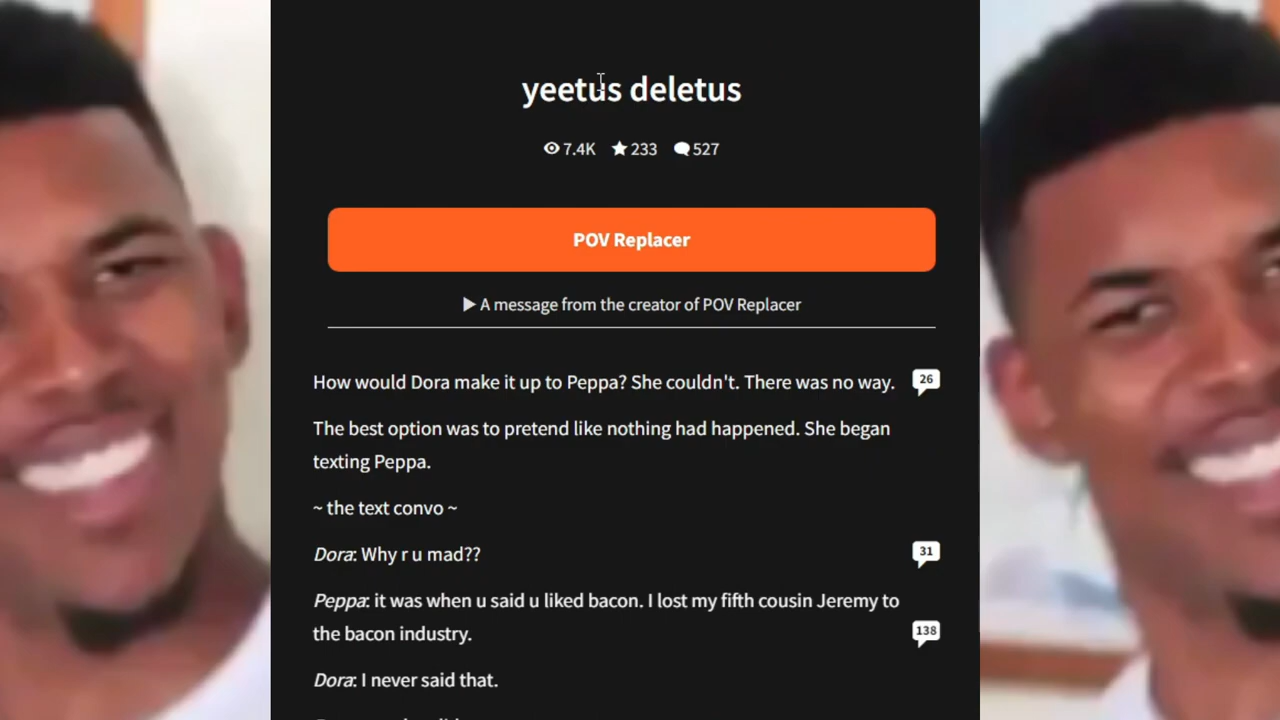 yeetus deletus
7.4K 233 527
POV Replacer
▶ A message from the creator of POV Replacer
How would Dora make it up to Peppa? She couldn't. There was no way.
26
The best option was to pretend like nothing had happened. She began
texting Peppa.
~ the text convo ~
Dora: Why r u mad??
31
Peppa: it was when u said u liked bacon. I lost my fifth cousin Jeremy to
the bacon industry.
138
Dora: I never said that.